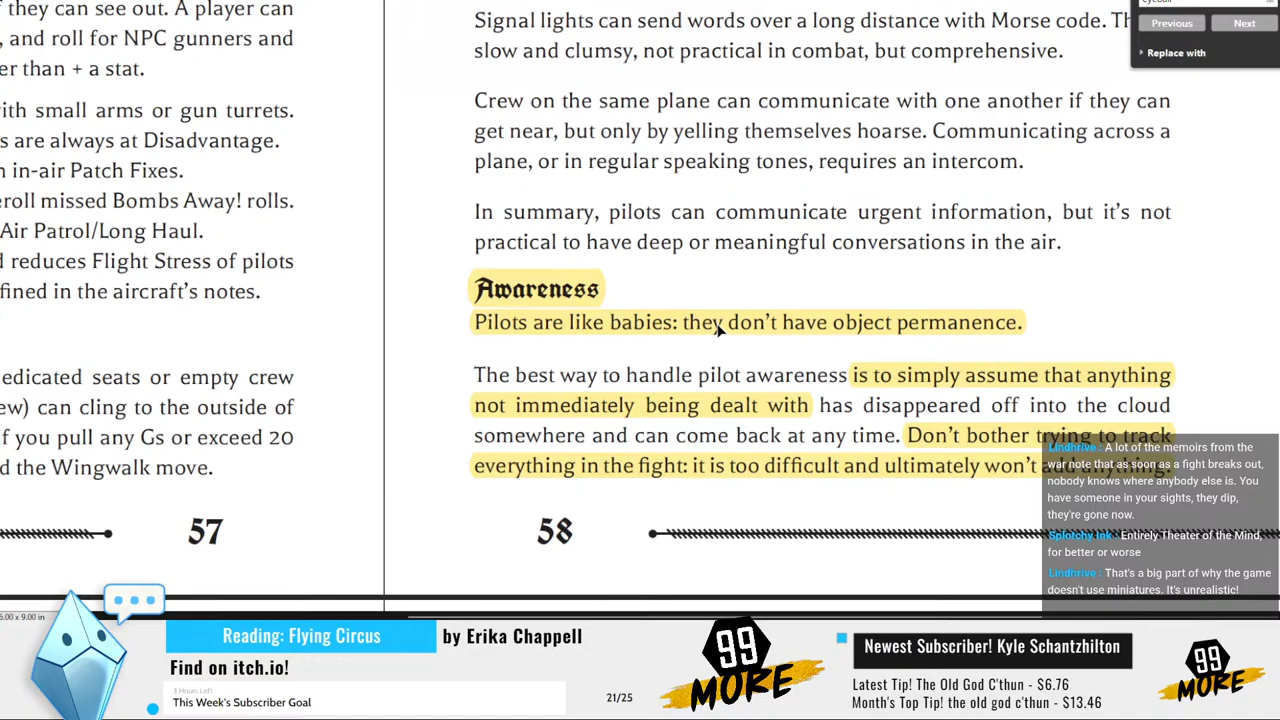 f they can see out. A player can
, and roll for NPC gunners and
er than + a stat.
with small arms or gun turrets.
s are always at Disadvantage.
n in-air Patch Fixes.
eroll missed Bombs Away! rolls.
Air Patrol/Long Haul.
d reduces Flight Stress of pilots
fined in the aircraft's notes.
edicated seats or empty crew
ew) can cling to the outside of
if you pull any Gs or exceed 20
d the Wingwalk move.
57
Signal lights can send words over a long distance with Morse code. Th
slow and clumsy, not practical in combat, but comprehensive.
Crew on the same plane can communicate with one another if they can
get near, but only by yelling themselves hoarse. Communicating across a
plane, or in regular speaking tones, requires an intercom.
In summary, pilots can communicate urgent information, but it's not
practical to have deep or meaningful conversations in the air.
Awareness
Pilots are like babies: they don't have object permanence.
The best way to handle pilot awareness is to simply assume that anything
not immediately being dealt with has disappeared off into the cloud
somewhere and can come back at any time. Don't bother trying to track
everything in the fight: it is too difficult and ultimately won't add anything.
58
Previous
Next
Replace with
Lindhrive : A lot of the memoirs from the
war note that as soon as a fight breaks out,
nobody knows where anybody else is. You
have someone in your sights, they dip,
they're gone now.
Splotchy Ink : Entirely Theater of the Mind,
for better or worse
Lindhrive : That's a big part of why the game
doesn't use miniatures. It's unrealistic!
6.00 x 9.00 in
Reading: Flying Circus
by Erika Chappell
Find on itch.io!
3 Hours Left
This Week's Subscriber Goal
21/25
99
MORE
Newest Subscriber! Kyle Schantzhilton
Latest Tip! The Old God C'thun - $6.76
Month's Top Tip! the old god c'thun - $13.46
99
MORE